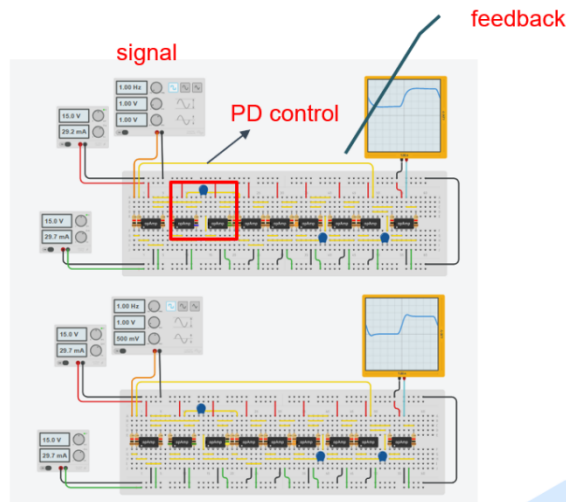 feedback
signal
PD control
1.00 Hz
1.00 V
1.00 V
15.0 V
29.2 mA
15.0 V
29.7 mA
1.00 Hz
1.00 V
500 mV
15.0 V
29.7 mA
15.0 V
29.7 mA